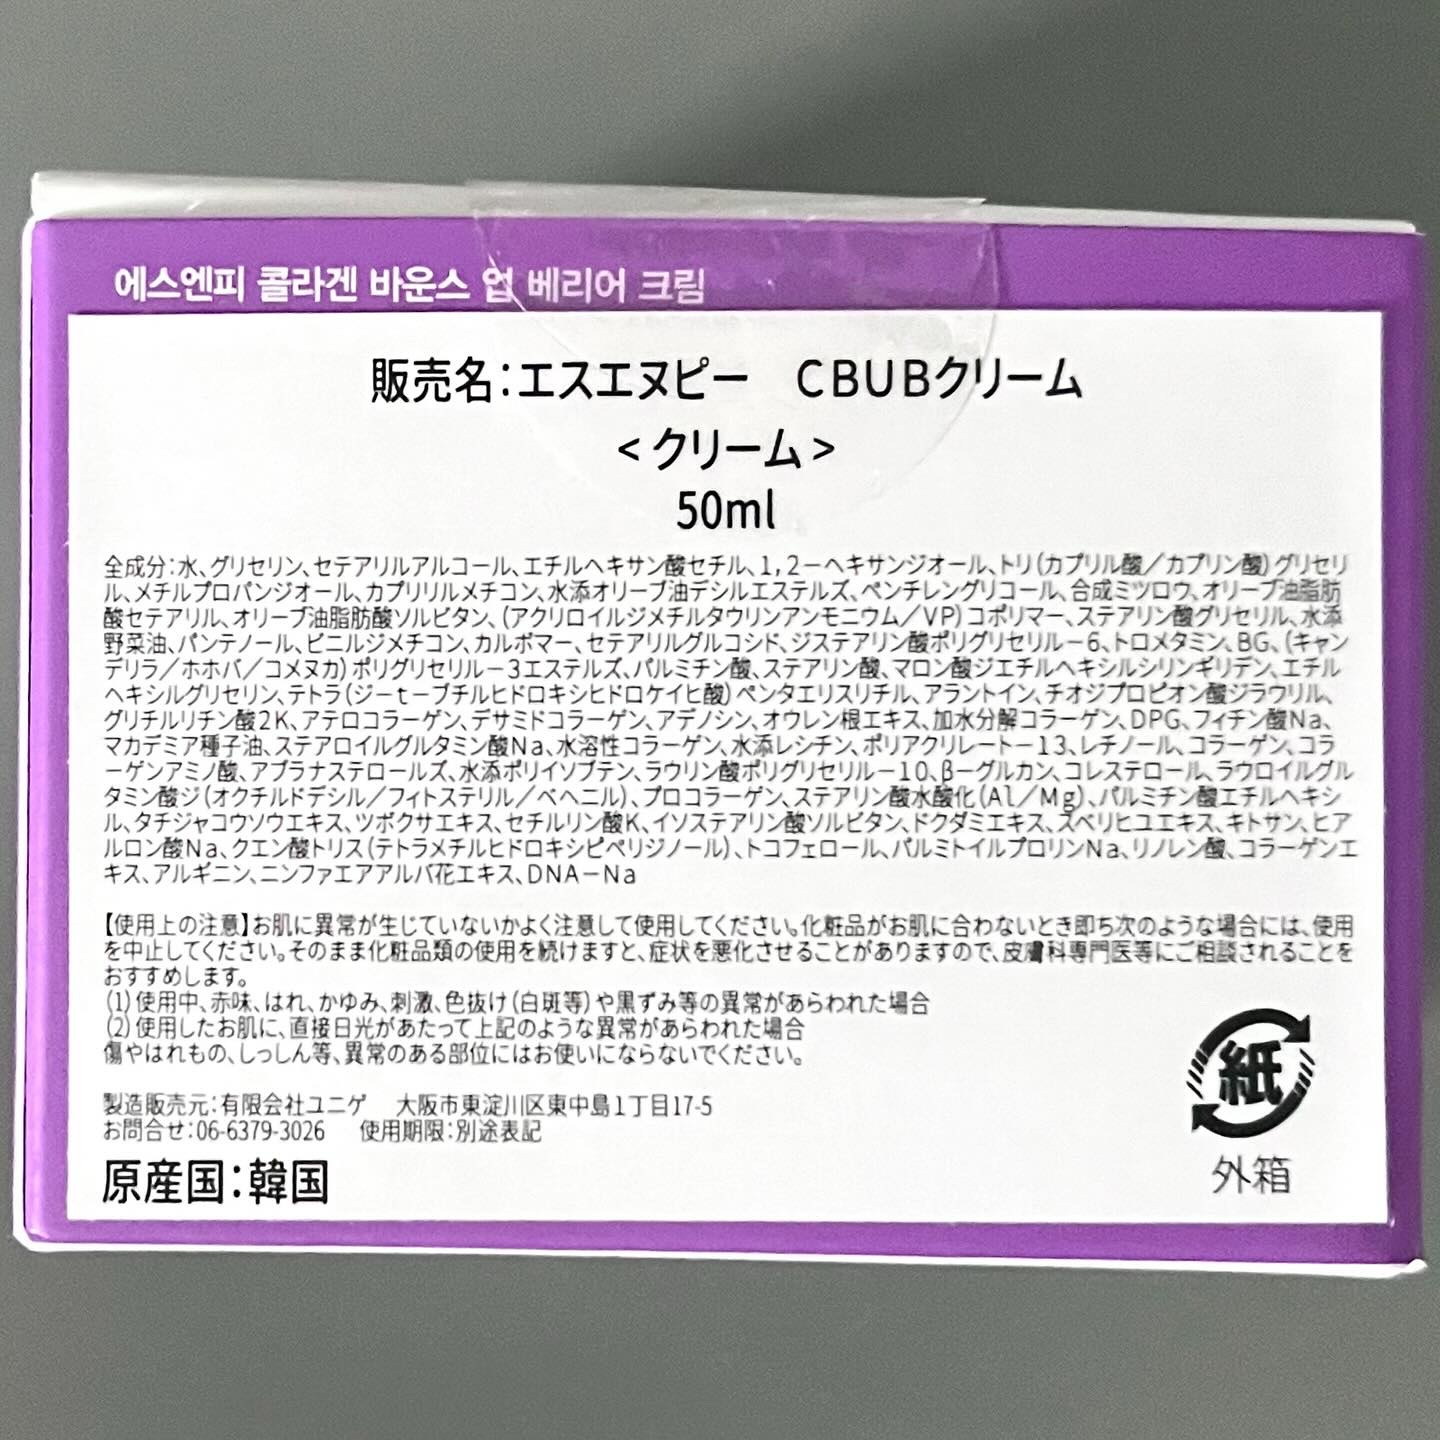 에스엔피 콜라겐 바운스 업 베리어 크림
販売名：エスエヌピー　ＣＢＵＢクリーム
＜クリーム＞
50ml
全成分：水、グリセリン、セテアリルアルコール、エチルヘキサン酸セチル、1，2－ヘキサンジオール、トリ（カプリル酸／カプリン酸）グリセリ
ル、メチルプロパンジオール、カプリリルメチコン、水添オリーブ油デシルエステルズ、ペンチレングリコール、合成ミツロウ、オリーブ油脂肪
酸セテアリル、オリーブ油脂肪酸ソルビタン、（アクリロイルジメチルタウリンアンモニウム／VP）コポリマー、ステアリン酸グリセリル、水添
野菜油、パンテノール、ビニルジメチコン、カルボマー、セテアリルグルコシド、ジステアリン酸ポリグリセリル－6、トロメタミン、BG、（キャン
デリラ／ホホバ／コメヌカ）ポリグリセリル－3エステルズ、パルミチン酸、ステアリン酸、マロン酸ジエチルヘキシルシリンギリデン、エチル
ヘキシルグリセリン、テトラ（ジ－t－ブチルヒドロキシヒドロケイヒ酸）ペンタエリスリチル、アラントイン、チオジプロピオン酸ジラウリル、
グリチルリチン酸2K、アテロコラーゲン、デサミドコラーゲン、アデノシン、オウレン根エキス、加水分解コラーゲン、DPG、フィチン酸Na、
マカデミア種子油、ステアロイルグルタミン酸Na、水溶性コラーゲン、水添レシチン、ポリアクリレート－13、レチノール、コラーゲン、コラ
ーゲンアミノ酸、アブラナステロールズ、水添ポリイソブテン、ラウリン酸ポリグリセリル－10、β－グルカン、コレステロール、ラウロイルグル
タミン酸ジ（オクチルドデシル／フィトステリル／ベヘニル）、プロコラーゲン、ステアリン酸水酸化（Al／Mg）、パルミチン酸エチルヘキシ
ル、タチジャコウソウエキス、ツボクサエキス、セチルリン酸K、イソステアリン酸ソルビタン、ドクダミエキス、スベリヒユエキス、キトサン、ヒア
ルロン酸Na、クエン酸トリス（テトラメチルヒドロキシピペリジノール）、トコフェロール、パルミトイルプロリンNa、リノレン酸、コラーゲンエ
キス、アルギニン、ニンファエアアルバ花エキス、DNA－Na
【使用上の注意】お肌に異常が生じていないかよく注意して使用してください。化粧品がお肌に合わないとき即ち次のような場合には、使用
を中止してください。そのまま化粧品類の使用を続けますと、症状を悪化させることがありますので、皮膚科専門医等にご相談されることを
おすすめします。
（1）使用中、赤味、はれ、かゆみ、刺激、色抜け（白斑等）や黒ずみ等の異常があらわれた場合
（2）使用したお肌に、直接日光があたって上記のような異常があらわれた場合
傷やはれもの、しっしん等、異常のある部位にはお使いにならないでください。
製造販売元：有限会社ユニゲ　大阪市東淀川区東中島1丁目17-5
お問合せ：06-6379-3026　使用期限：別途表記
原産国：韓国
紙
外箱